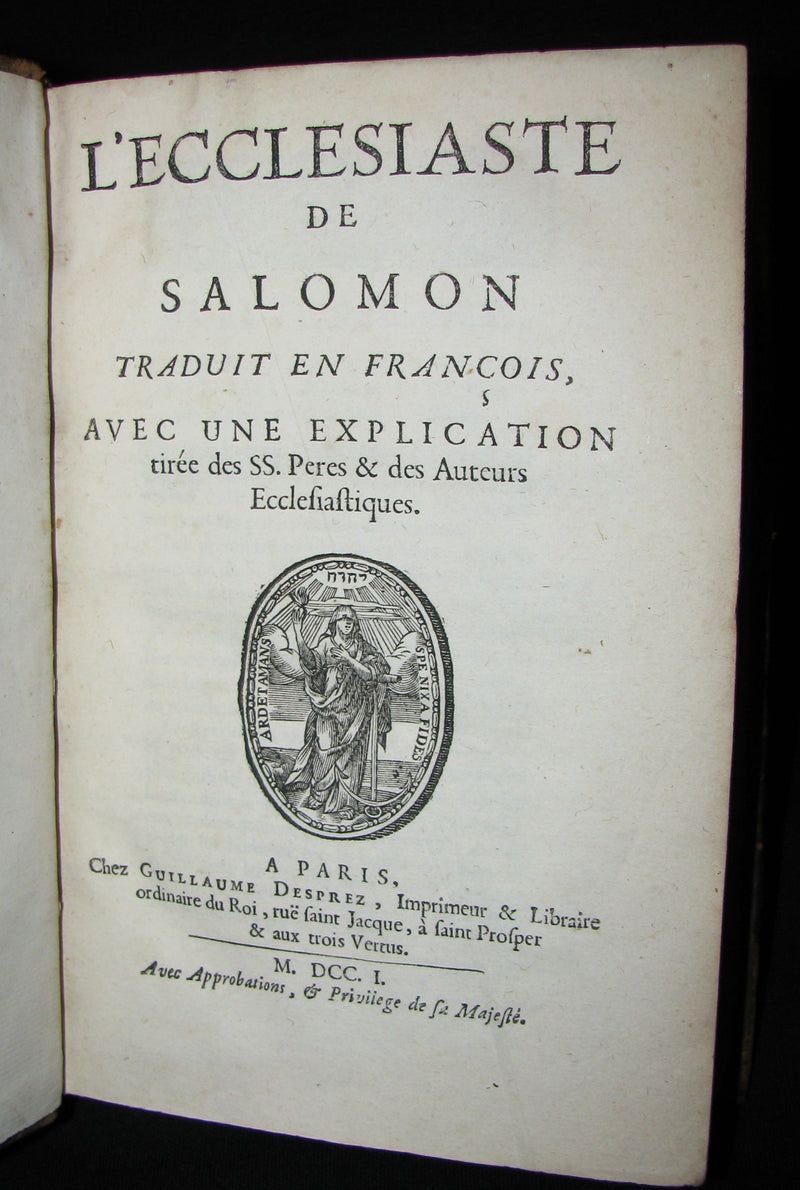 L'ECCLESIASTE
DE
SALOMON
TRADUIT EN FRANÇOIS,
AVEC UNE EXPLICATION
tirée des SS. Peres & des Auteurs
Eccleſiaſtiques.
יהוה
ARDET AMANS
SPE NIXA FIDES
A PARIS,
Chez GUILLAUME DESPREZ, Imprimeur & Libraire
ordinaire du Roi, ruë ſaint Jacque, à ſaint Proſper
& aux trois Vertus.
M. DCC. I.
Avec Approbations, & Privilege de ſa Majeſté.